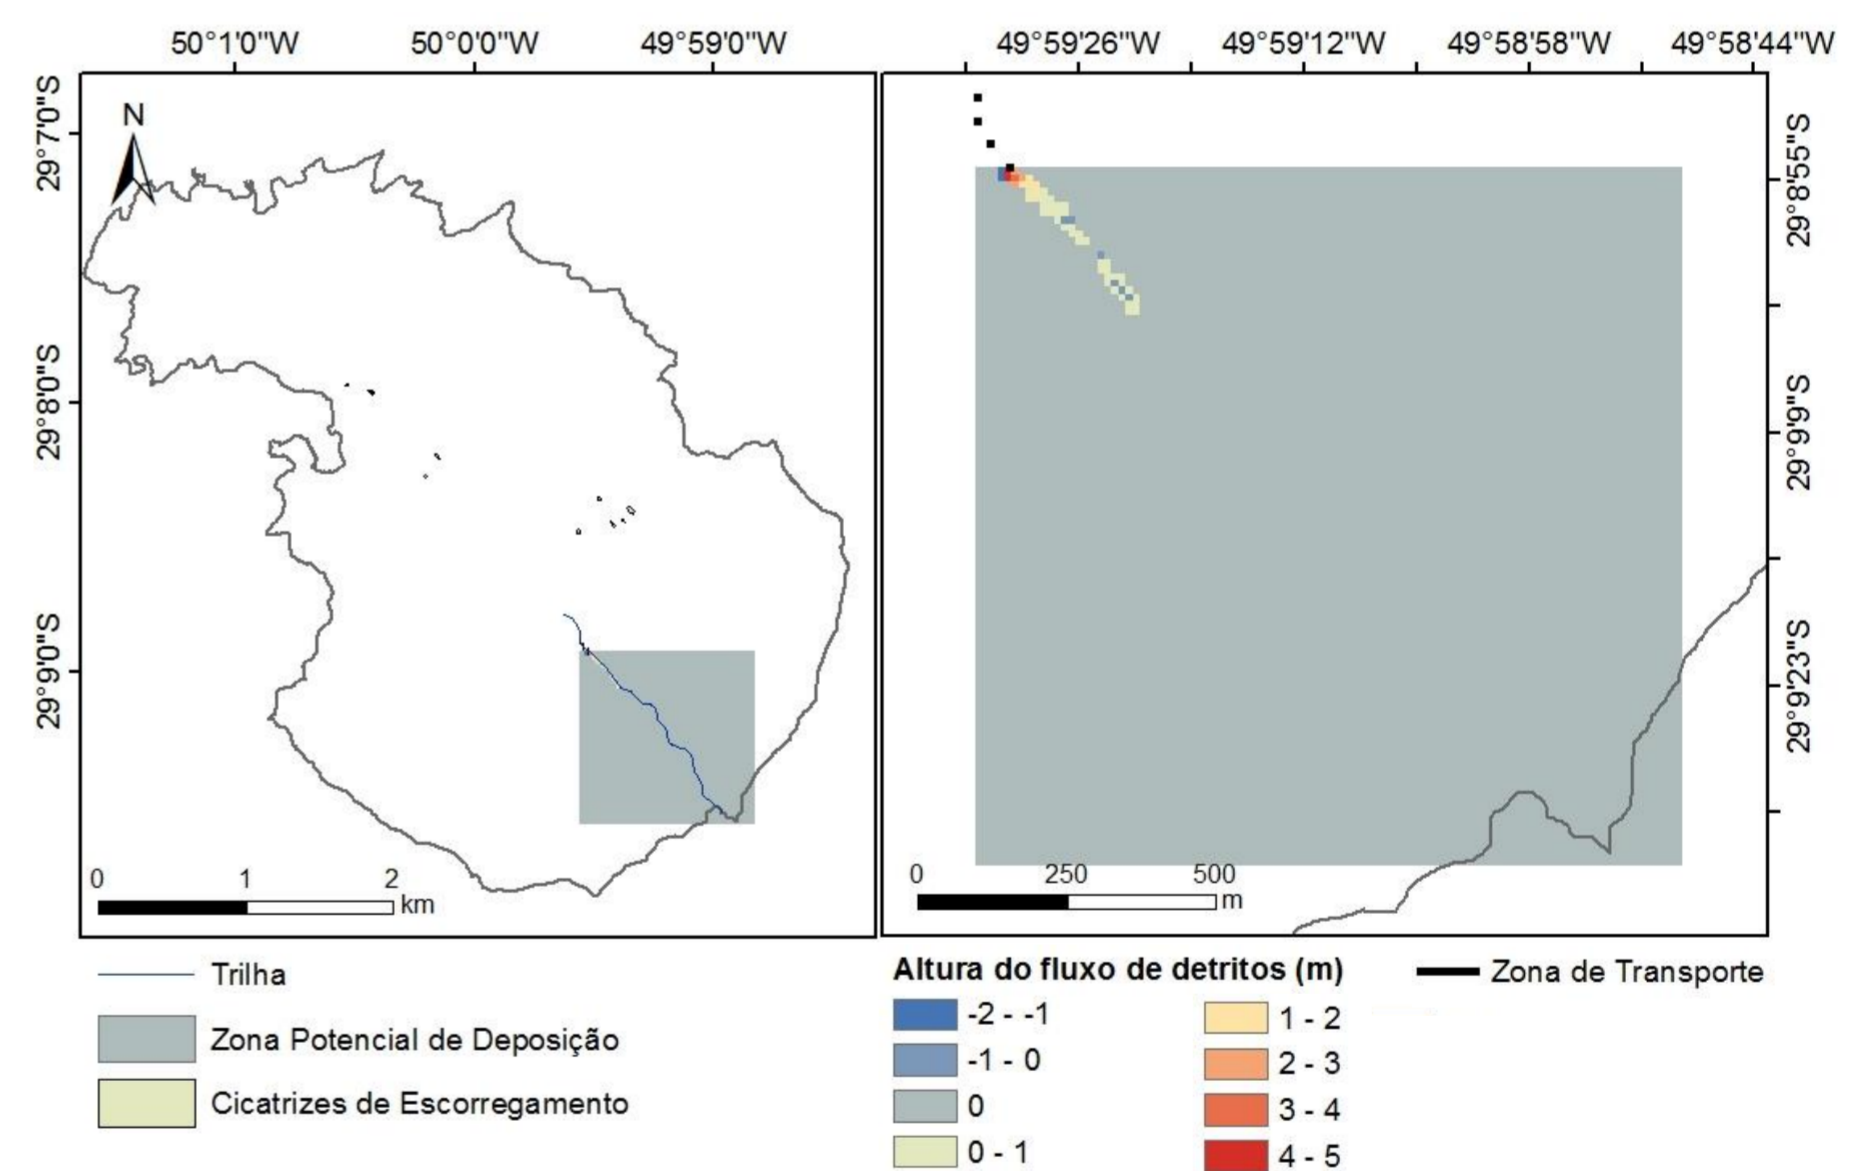 50°1'0"W 50°0'0"W 49°59'0"W
49°59'26"W 49°59'12"W 49°58'58"W 49°58'44"W
29°7'0"S
29°8'0"S
29°9'0"S
N
0 1 2
km
29°8'55"S
29°9'9"S
29°9'23"S
0 250 500
m
Trilha
Zona Potencial de Deposição
Cicatrizes de Escorregamento
Altura do fluxo de detritos (m)
-2 - -1
-1 - 0
0
0 - 1
1 - 2
2 - 3
3 - 4
4 - 5
Zona de Transporte